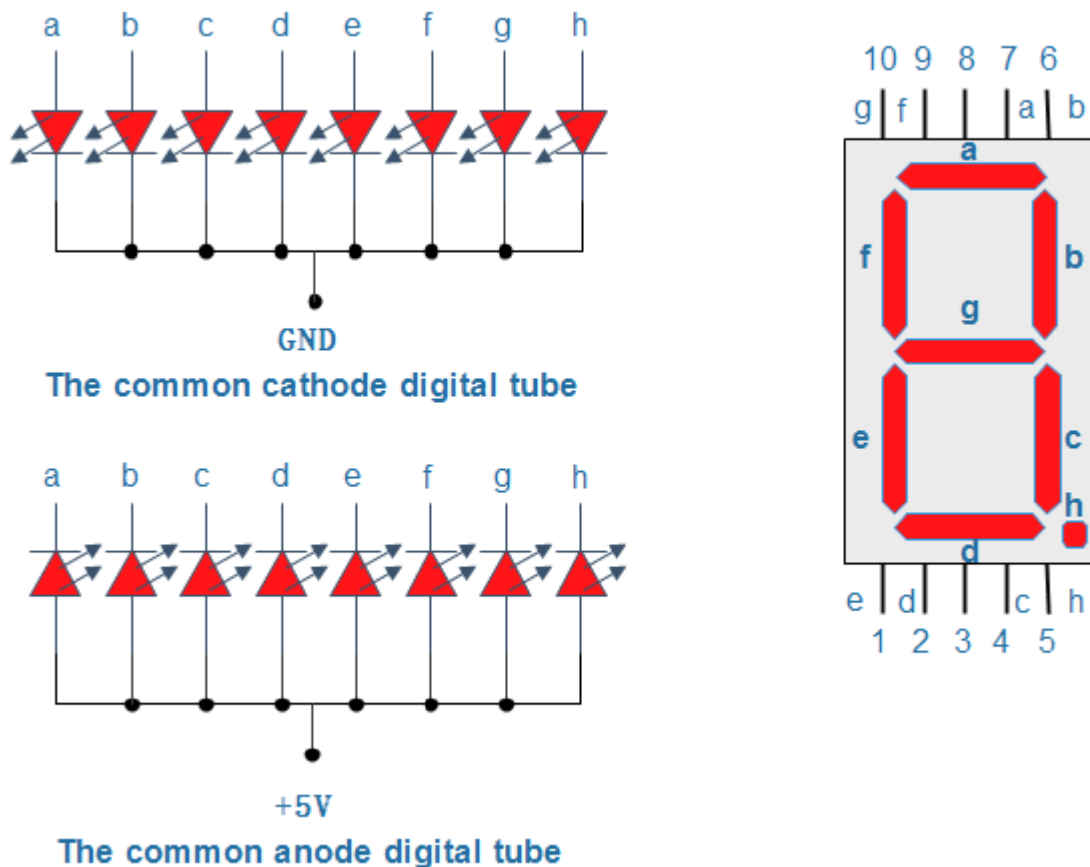 a b c d e f g h
GND
The common cathode digital tube
a b c d e f g h
+5V
The common anode digital tube
10 9 8 7 6
g f a b
a
f b
g
e c
h
d
e d c h
1 2 3 4 5